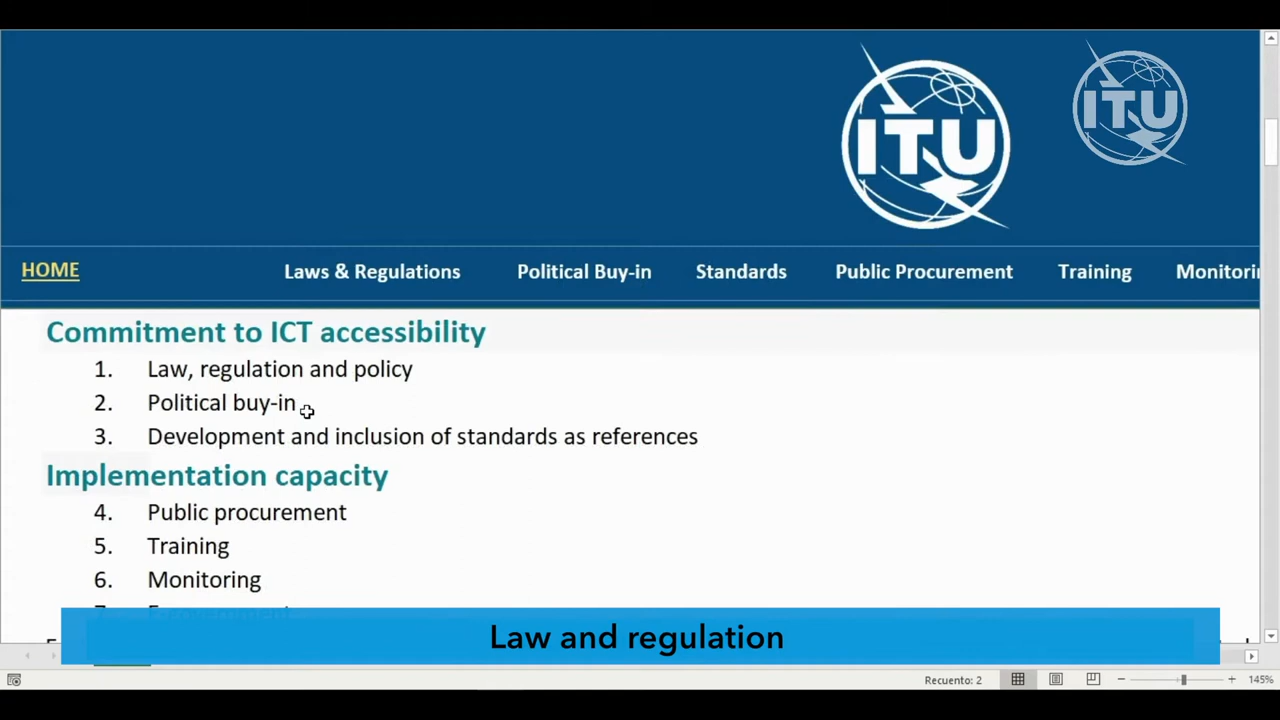 ITU
ITU
HOME Laws & Regulations Political Buy-in Standards Public Procurement Training Monitorin
Commitment to ICT accessibility
1. Law, regulation and policy
2. Political buy-in
3. Development and inclusion of standards as references
Implementation capacity
4. Public procurement
5. Training
6. Monitoring
7.
Law and regulation
Recuento: 2
145%